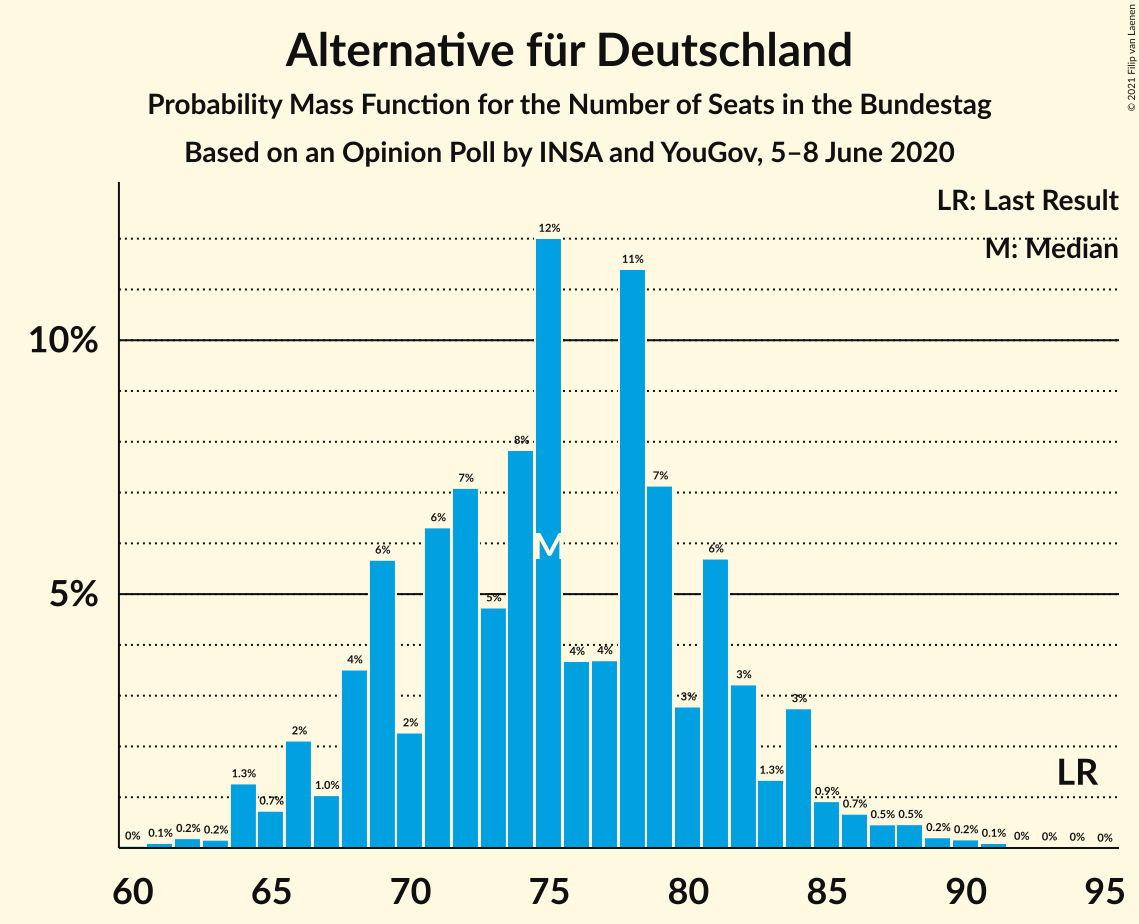 Alternative für Deutschland
Probability Mass Function for the Number of Seats in the Bundestag
Based on an Opinion Poll by INSA and YouGov, 5–8 June 2020
© 2021 Filip van Laenen
LR: Last Result
M: Median
10%
5%
0% 0.1% 0.2% 0.2% 1.3% 0.7% 2% 1.0% 4% 6% 2% 6% 7% 5% 8% 12% 4% 4% 11% 7% 3% 6% 3% 1.3% 3% 0.9% 0.7% 0.5% 0.5% 0.2% 0.2% 0.1% 0% 0% 0% 0%
M
LR
60 65 70 75 80 85 90 95